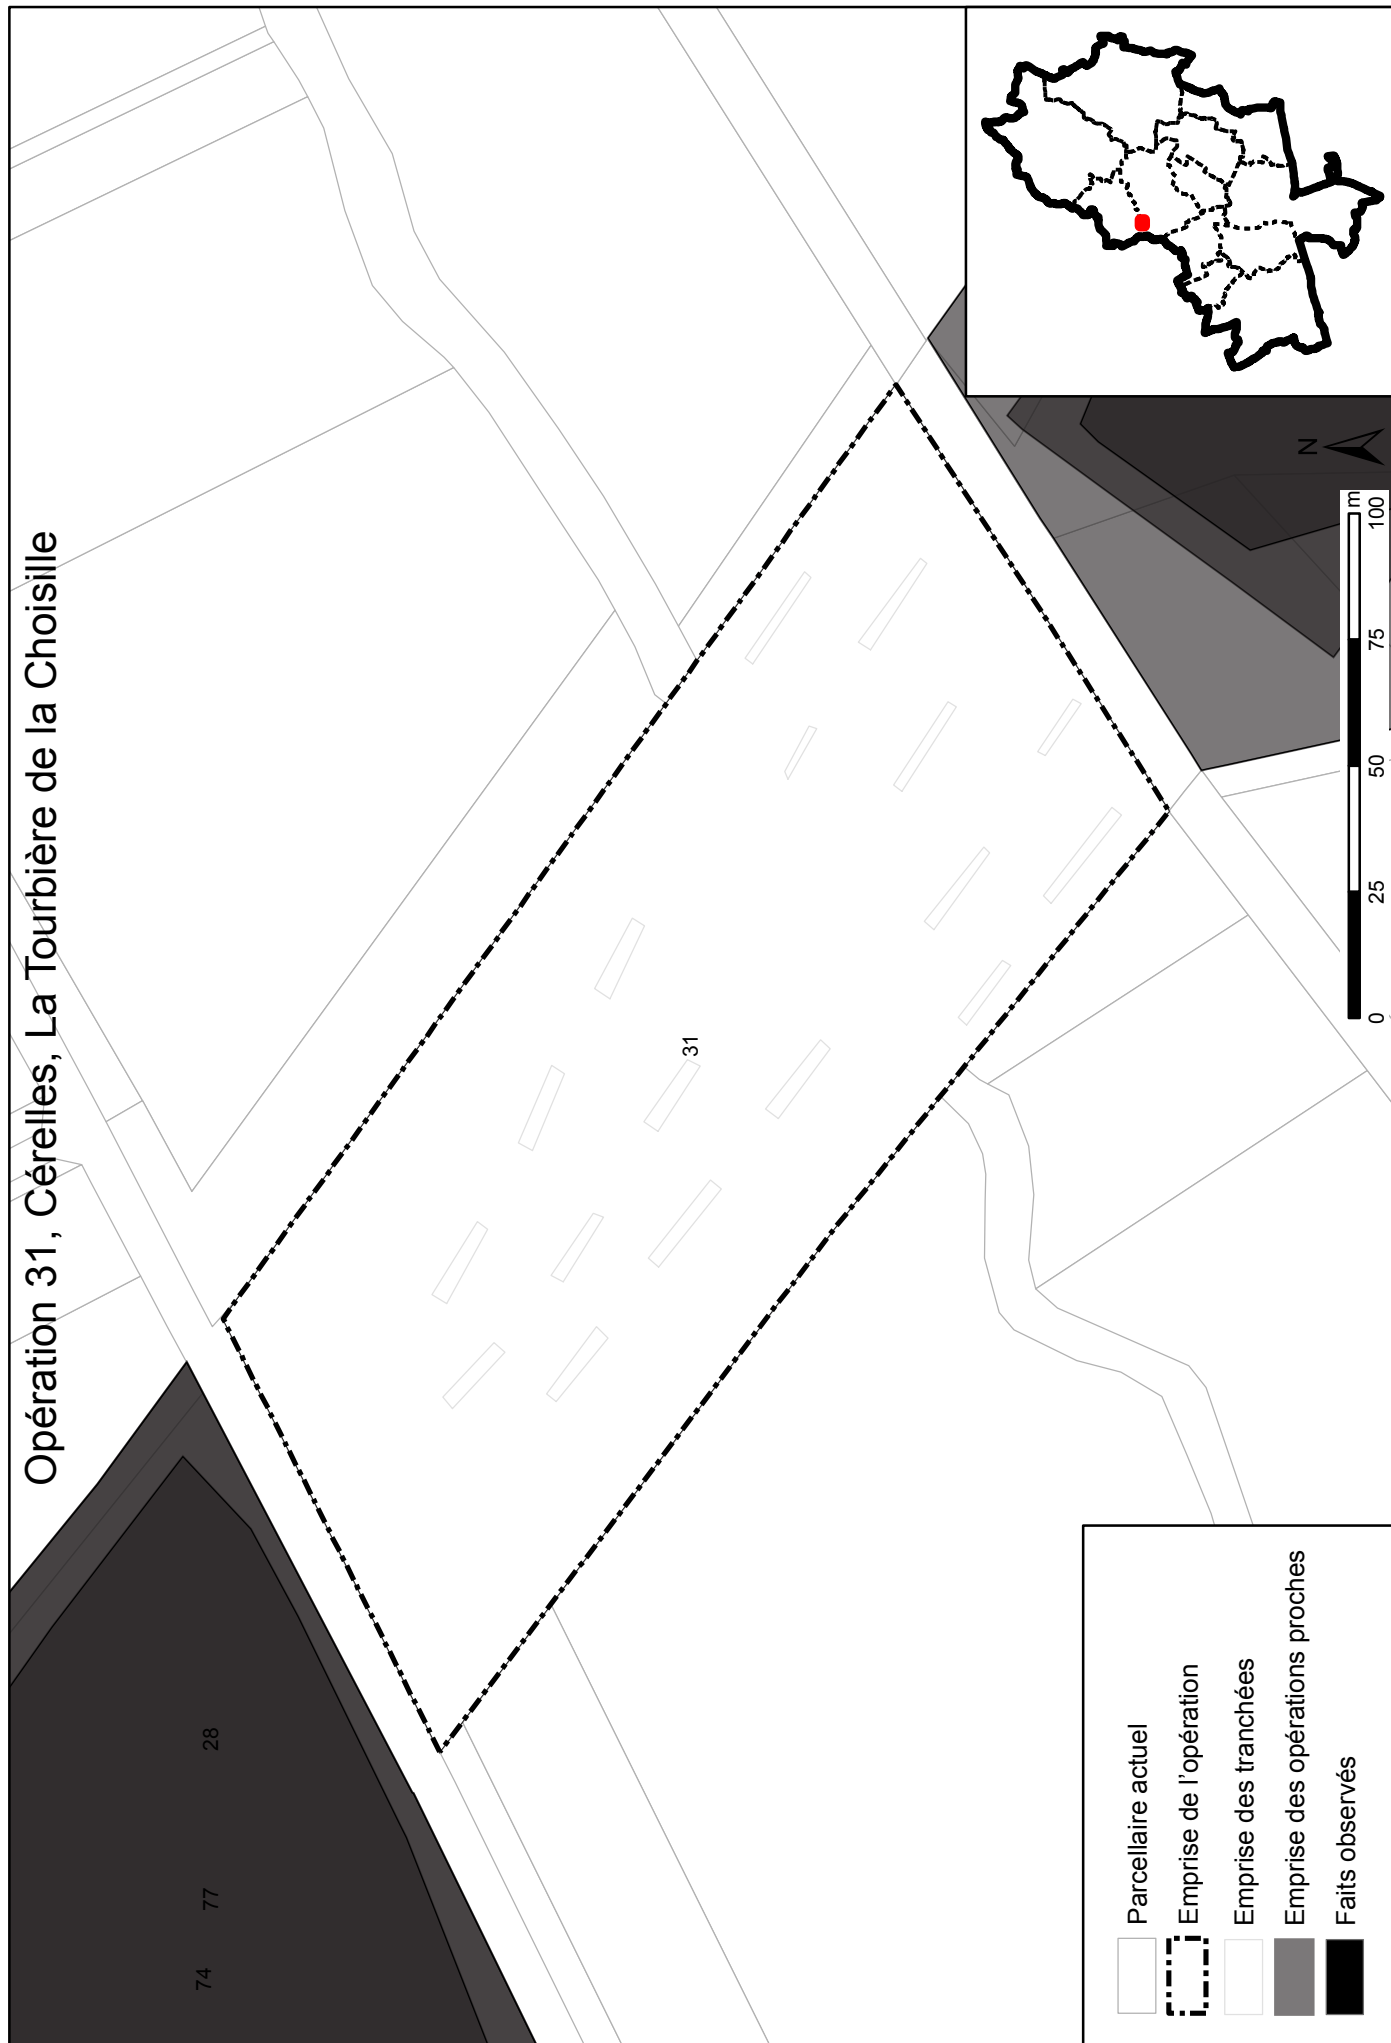 Opération 31, Cérelles, La Tourbière de la Choisille
74
77
28
31
N
0
25
50
75
100
m
Parcellaire actuel
Emprise de l'opération
Emprise des tranchées
Emprise des opérations proches
Faits observés